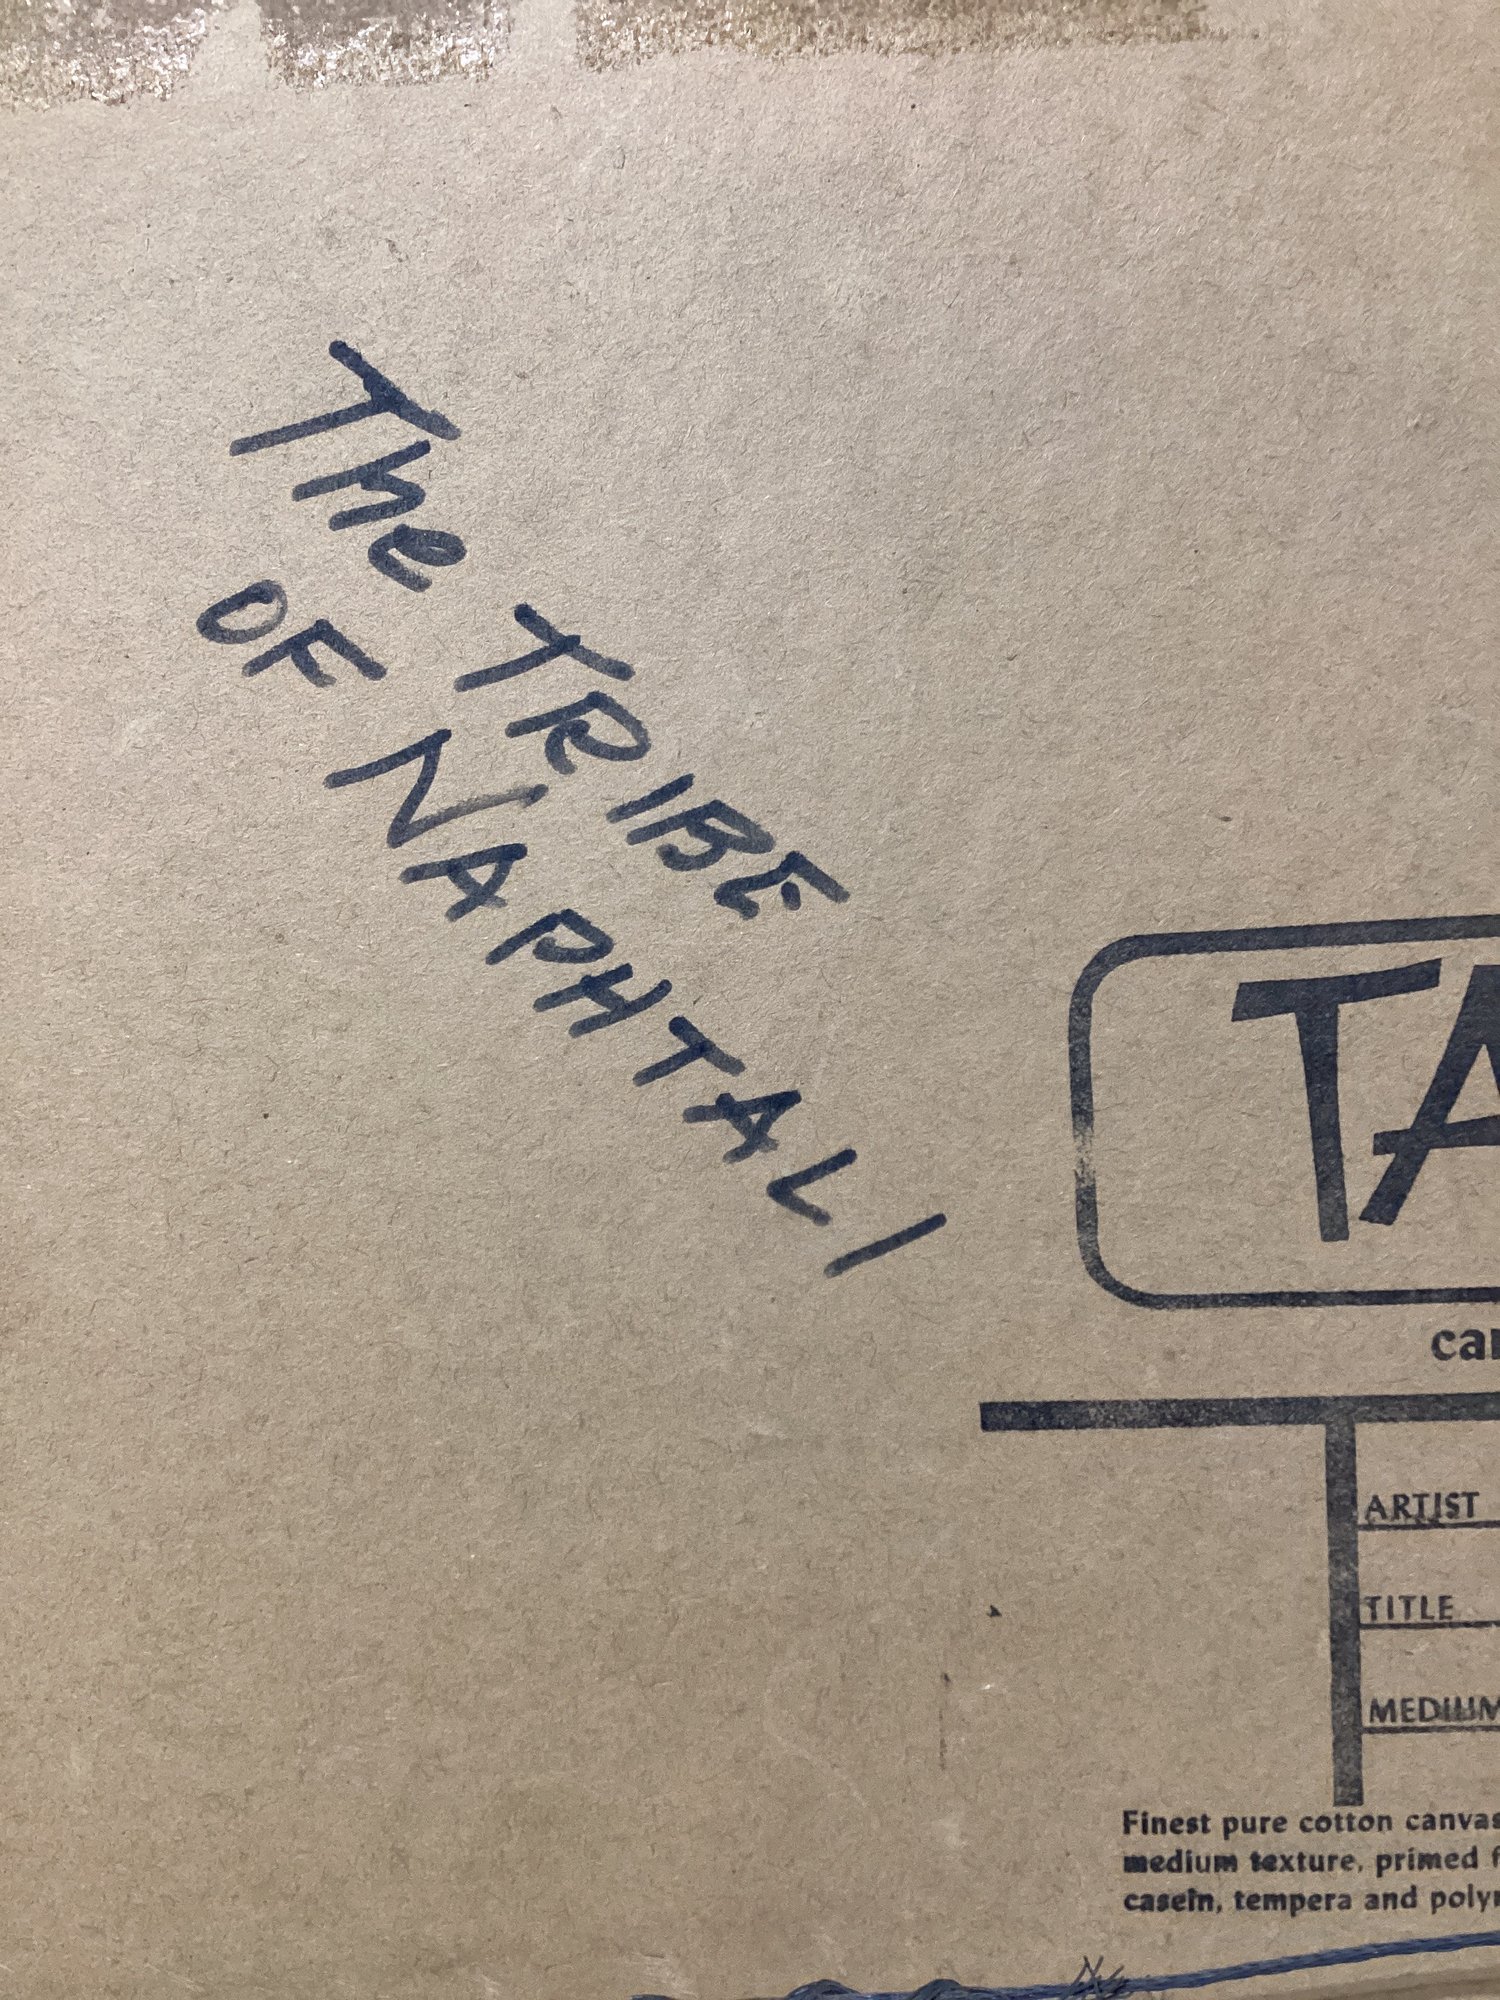 The TRIBE
OF NAPHTALI
TA
ca
ARTIST
TITLE
MEDIUM
Finest pure cotton canvas
medium texture, primed
casein, tempera and poly